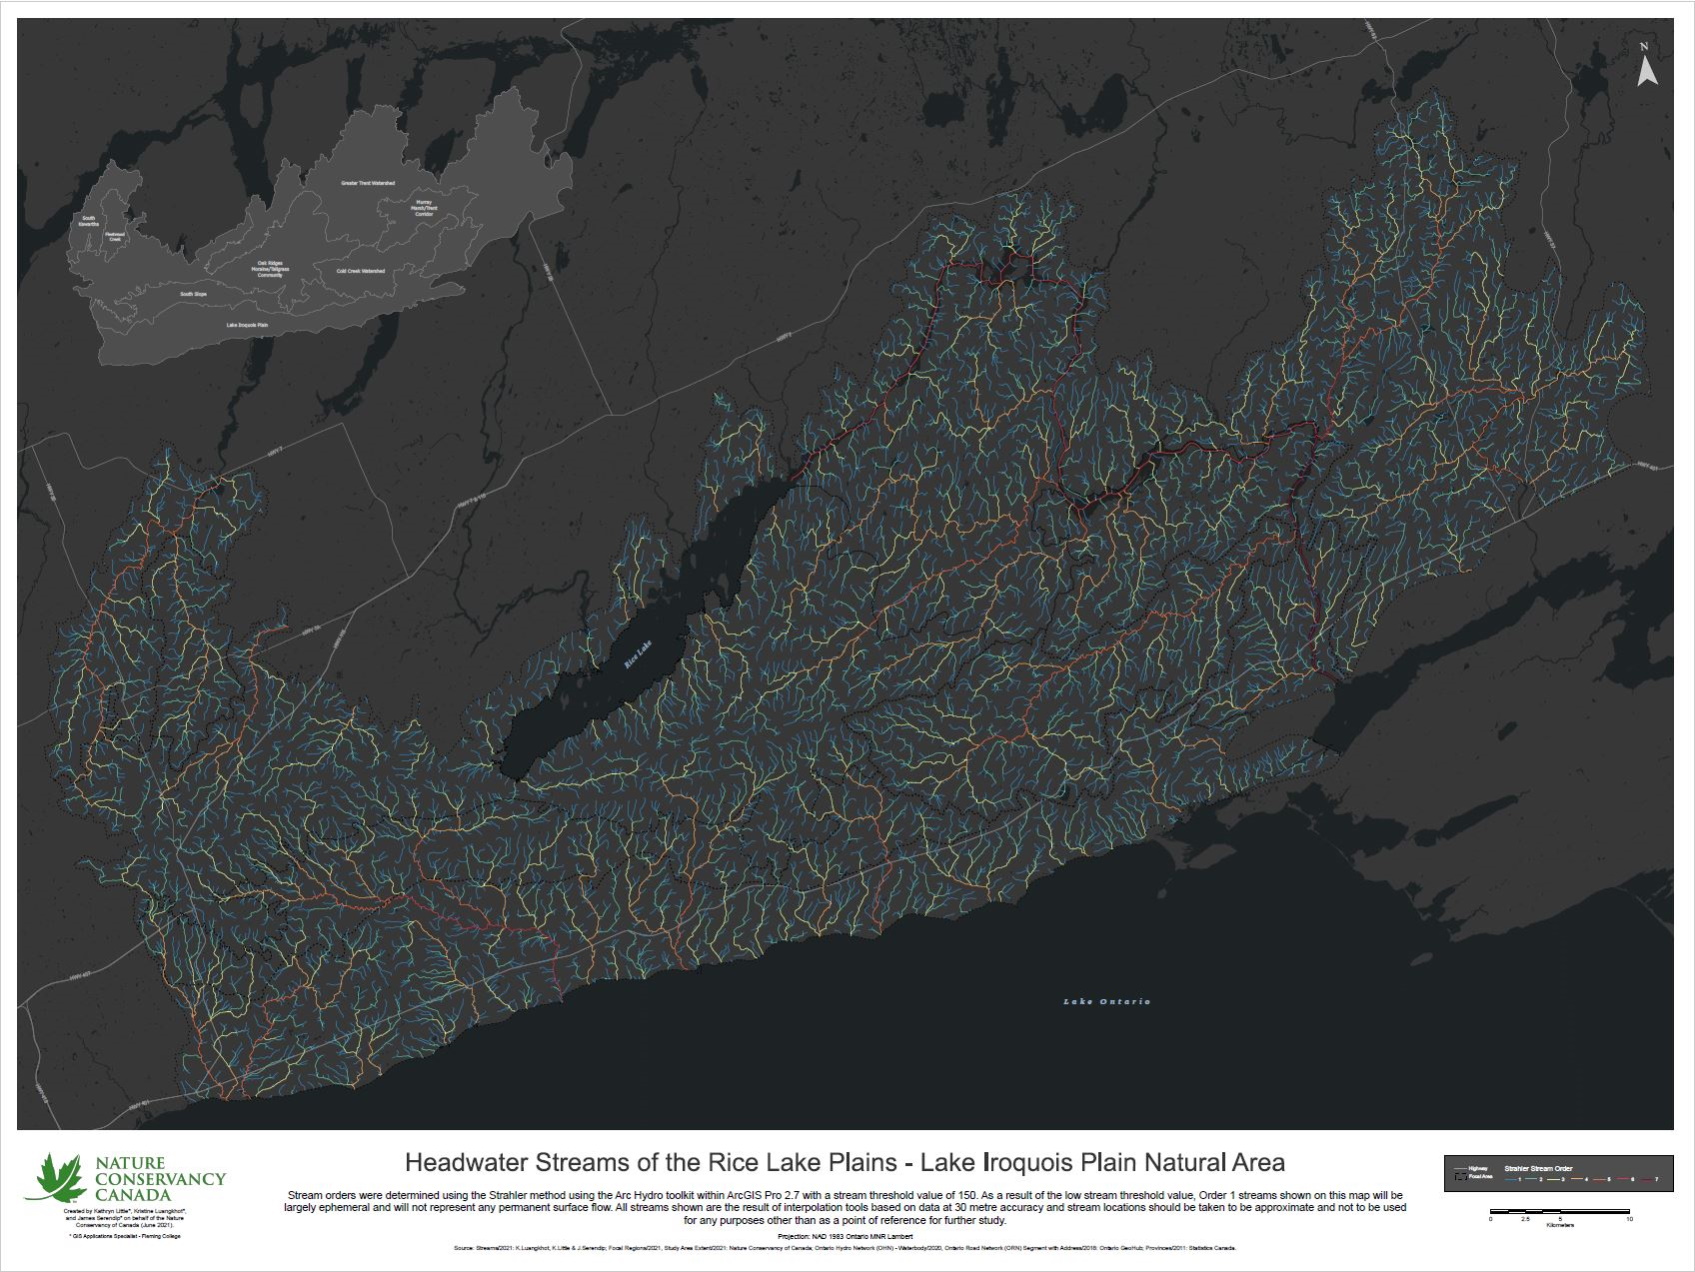 N
Greater Trent Watershed
Murray
Marsh/Trent
Corridor
South
Kawartha
Fleetwood
Creek
Oak Ridges
Moraine/Tallgrass
Community
Cold Creek Watershed
South Slope
Lake Iroquois Plain
HWY 7
HWY 7
HWY 401
HWY 401
Rice Lake
Lake Ontario
NATURE
CONSERVANCY
CANADA
Created by Kathryn Little*, Kristine Luangkhot*,
and James Serendip* on behalf of the Nature
Conservancy of Canada (June 2021).
* GIS Applications Specialist - Fleming College
Headwater Streams of the Rice Lake Plains - Lake Iroquois Plain Natural Area
Stream orders were determined using the Strahler method using the Arc Hydro toolkit within ArcGIS Pro 2.7 with a stream threshold value of 150. As a result of the low stream threshold value, Order 1 streams shown on this map will be
largely ephemeral and will not represent any permanent surface flow. All streams shown are the result of interpolation tools based on data at 30 metre accuracy and stream locations should be taken to be approximate and not to be used
for any purposes other than as a point of reference for further study.
Projection: NAD 1983 Ontario MNR Lambert
Source: Streams/2021: K.Luangkhot, K.Little & J.Serendip; Focal Regions/2021, Study Area Extent/2021: Nature Conservancy of Canada; Ontario Hydro Network (OHN) - Waterbody/2020, Ontario Road Network (ORN) Segment with Address/2018: Ontario GeoHub; Provinces/2011: Statistics Canada.
Highway
Focal Area
Strahler Stream Order
1 2 3 4 5 6 7
0 2.5 5 10
Kilometers